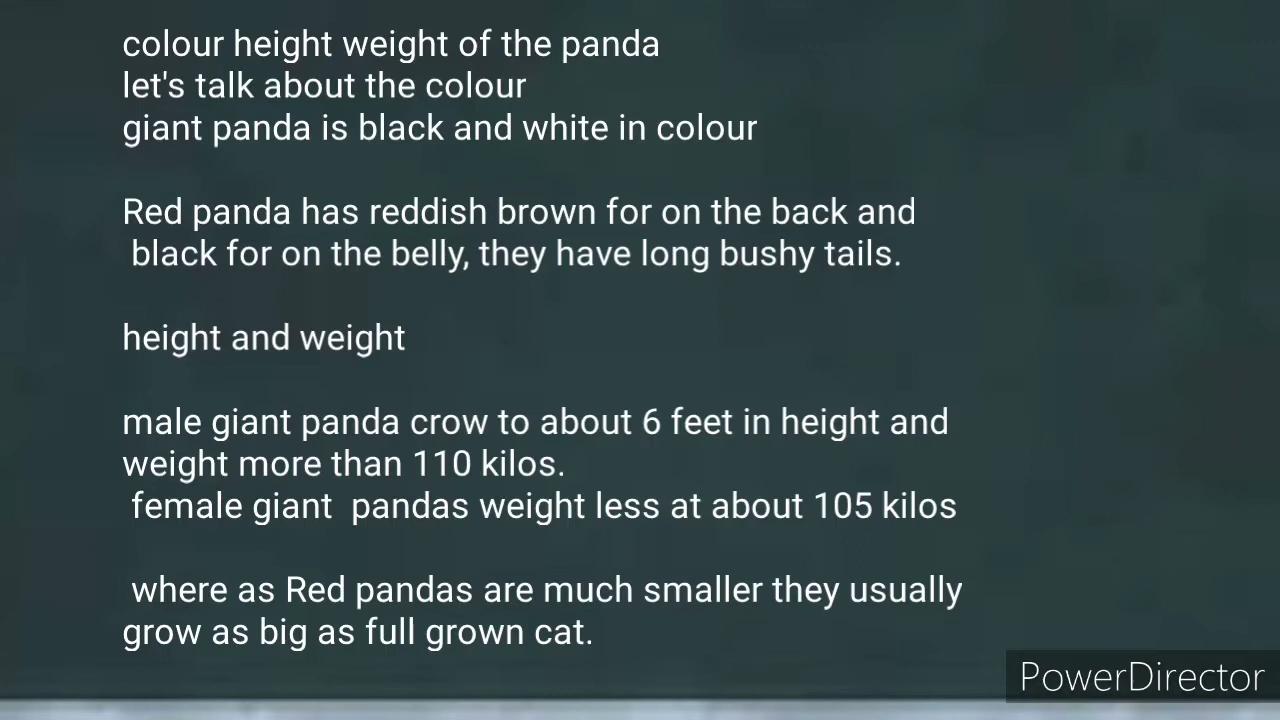 colour height weight of the panda
let's talk about the colour
giant panda is black and white in colour
Red panda has reddish brown for on the back and
black for on the belly, they have long bushy tails.
height and weight
male giant panda crow to about 6 feet in height and
weight more than 110 kilos.
female giant  pandas weight less at about 105 kilos
where as Red pandas are much smaller they usually
grow as big as full grown cat.
PowerDirector